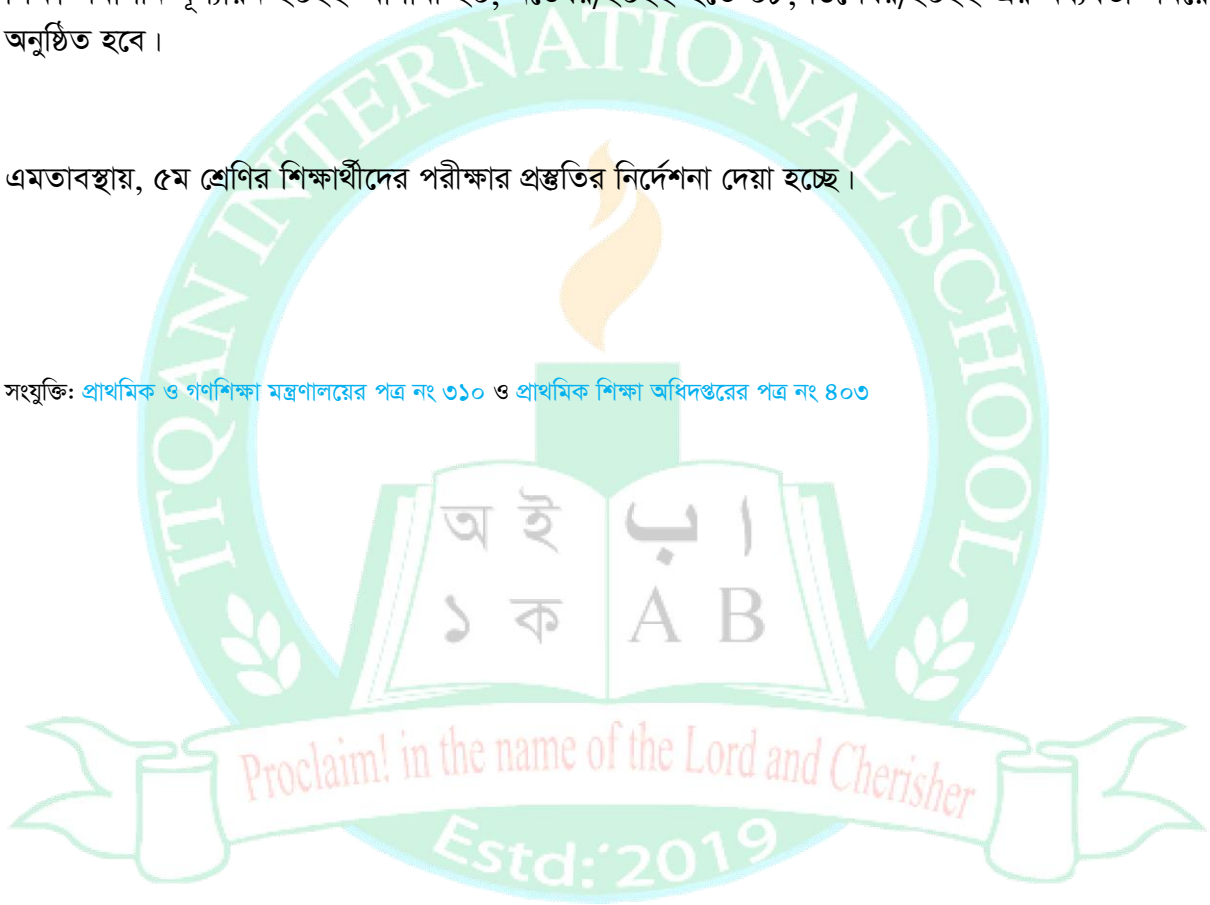 অনুষ্ঠিত হবে।
এমতাবস্থায়, ৫ম শ্রেণির শিক্ষার্থীদের পরীক্ষার প্রস্তুতির নির্দেশনা দেয়া হচ্ছে।
সংযুক্তি: প্রাথমিক ও গণশিক্ষা মন্ত্রণালয়ের পত্র নং ৩১০ ও প্রাথমিক শিক্ষা অধিদপ্তরের পত্র নং ৪০৩
ITQAN INTERNATIONAL SCHOOL
অ ই ب ا
১ ক A B
Proclaim! in the name of the Lord and Cherisher
Estd:'2019